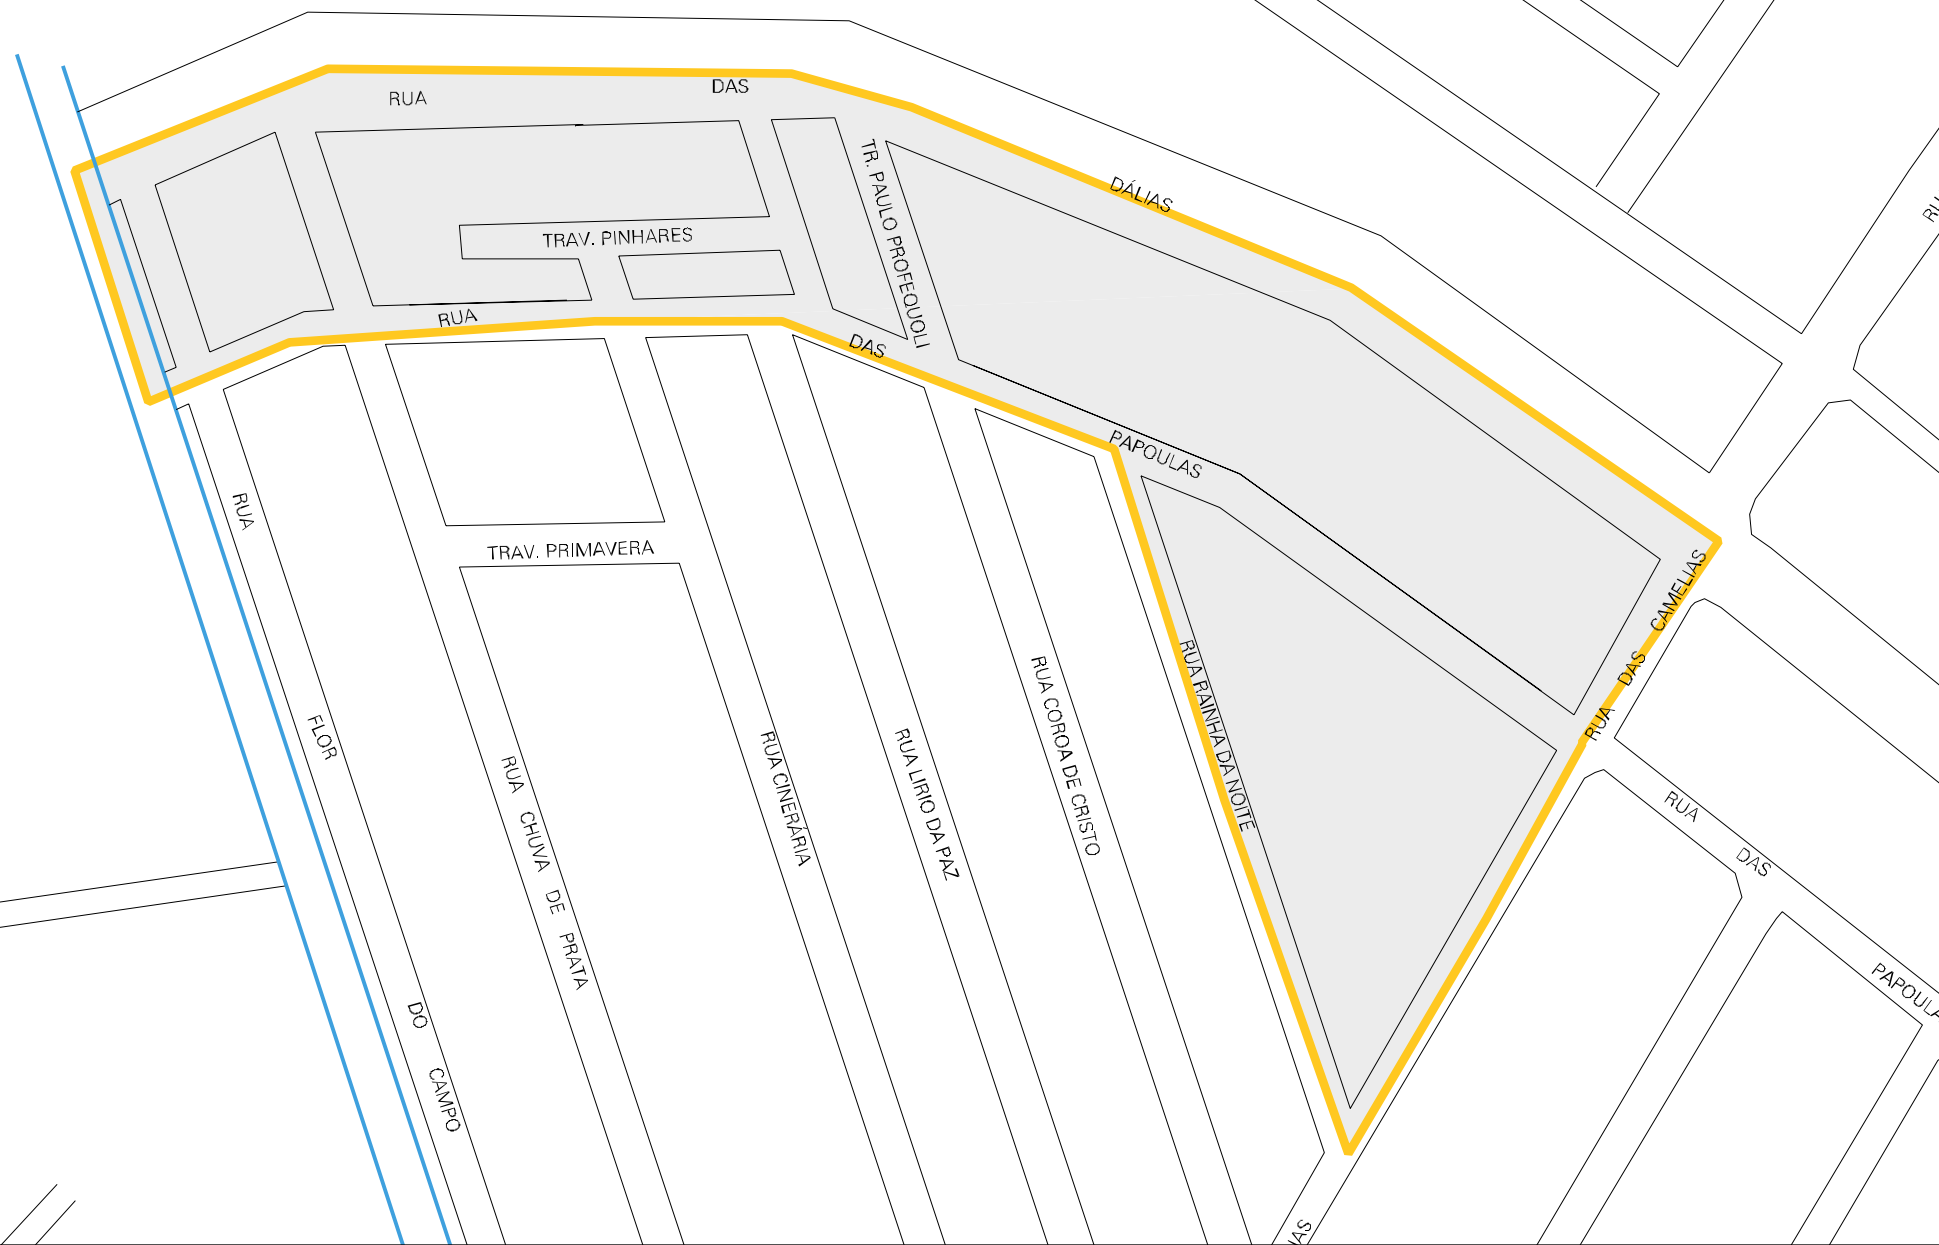 RUA DAS DÁLIAS
TR. PAULO PROFEQUOLI
TRAV. PINHARES
RUA DAS PAPOULAS
RUA DAS CAMELIAS
RUA RAINHA DA NOITE
TRAV. PRIMAVERA
RUA FLOR DO CAMPO
RUA CHUVA DE PRATA
RUA CINERÁRIA
RUA LIRIO DA PAZ
RUA COROA DE CRISTO
RUA DAS PAPOULA
RU
IAS